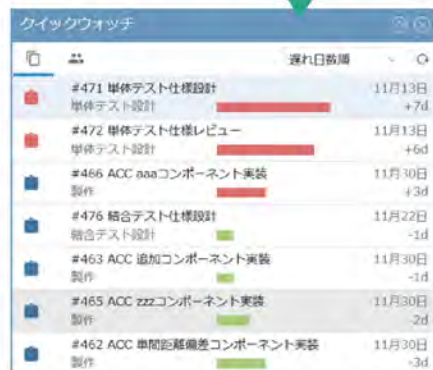 クイックウォッチ
遅れ日数順
#471 単体テスト仕様設計 11月13日
単体テスト設計 +7d
#472 単体テスト仕様レビュー 11月13日
単体テスト設計 +6d
#466 ACC aaaコンポーネント実装 11月30日
製作 +3d
#476 結合テスト仕様設計 11月22日
結合テスト設計 -1d
#463 ACC 追加コンポーネント実装 11月30日
製作 -1d
#465 ACC zzzコンポーネント実装 11月30日
製作 -2d
#462 ACC 車間距離偏差コンポーネント実装 11月30日
製作 -3d